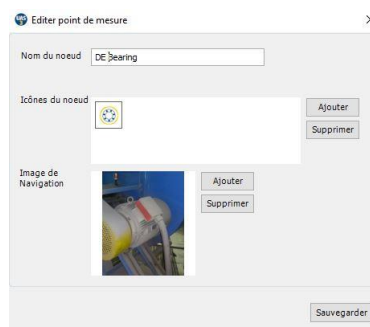 Editer point de mesure
Nom du noeud
DE Bearing
Icônes du noeud
Ajouter
Supprimer
Image de
Navigation
Ajouter
Supprimer
Sauvegarder